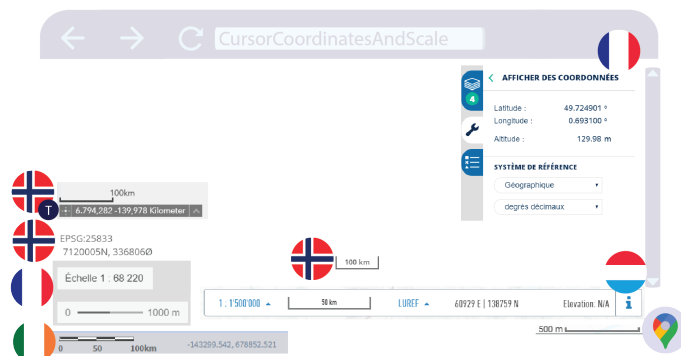 CursorCoordinatesAndScale
AFFICHER DES COORDONNÉES
4
Latitude : 49.724901 °
Longitude : 0.693100 °
Altitude : 129.98 m
SYSTÈME DE RÉFÉRENCE
Géographique
degrés décimaux
100km
T
6.794,282 -139,978 Kilometer
EPSG:25833
7120005N, 336806Ø
100 km
Échelle 1 : 68 220
1 : 1'500'000
50 km
LUREF
60929 E | 138759 N
Elevation: N/A
i
0 1000 m
500 m
0 50 100km
-143299.542, 678852.521